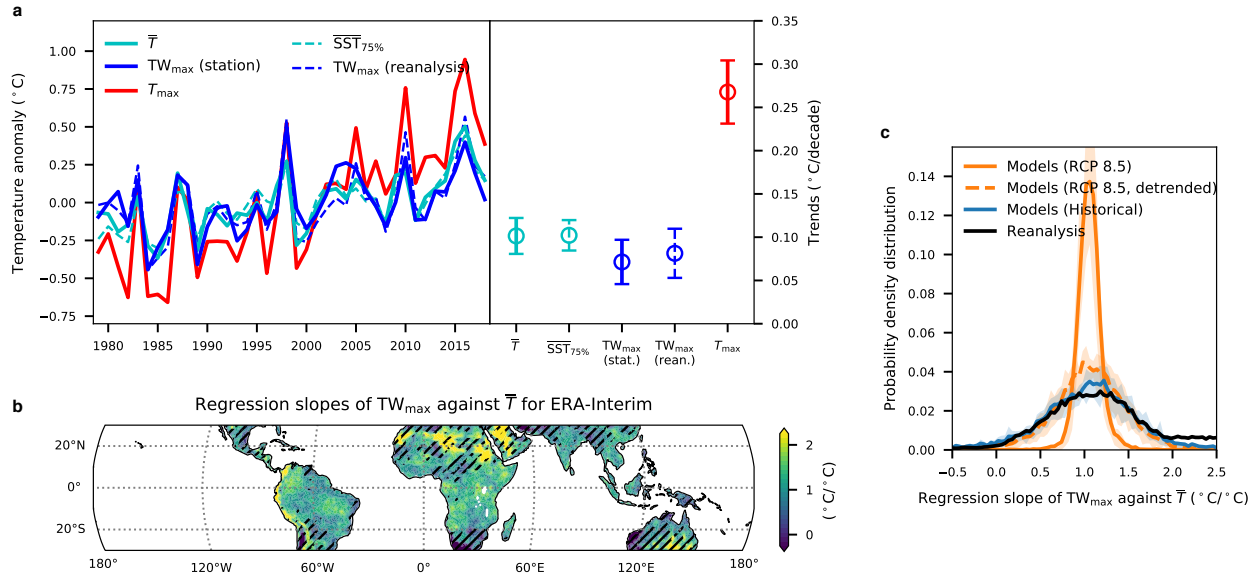 a
Temperature anomaly (°C)
1.00
0.75
0.50
0.25
0.00
−0.25
−0.50
−0.75
T̅
TWmax (station)
Tmax
S̅S̅T̅75%
TWmax (reanalysis)
1980 1985 1990 1995 2000 2005 2010 2015
T̅
S̅S̅T̅75%
TWmax (stat.)
TWmax (rean.)
Tmax
0.35
0.30
0.25
0.20
0.15
0.10
0.05
0.00
Trends (°C/decade)
b
Regression slopes of TWmax against T̅ for ERA-Interim
20°N
0°
20°S
180° 120°W 60°W 0° 60°E 120°E 180°
2
1
0
(°C/°C)
c
Probability density distribution
0.14
0.12
0.10
0.08
0.06
0.04
0.02
0.00
Models (RCP 8.5)
Models (RCP 8.5, detrended)
Models (Historical)
Reanalysis
−0.5 0.0 0.5 1.0 1.5 2.0 2.5
Regression slope of TWmax against T̅ (°C/°C)